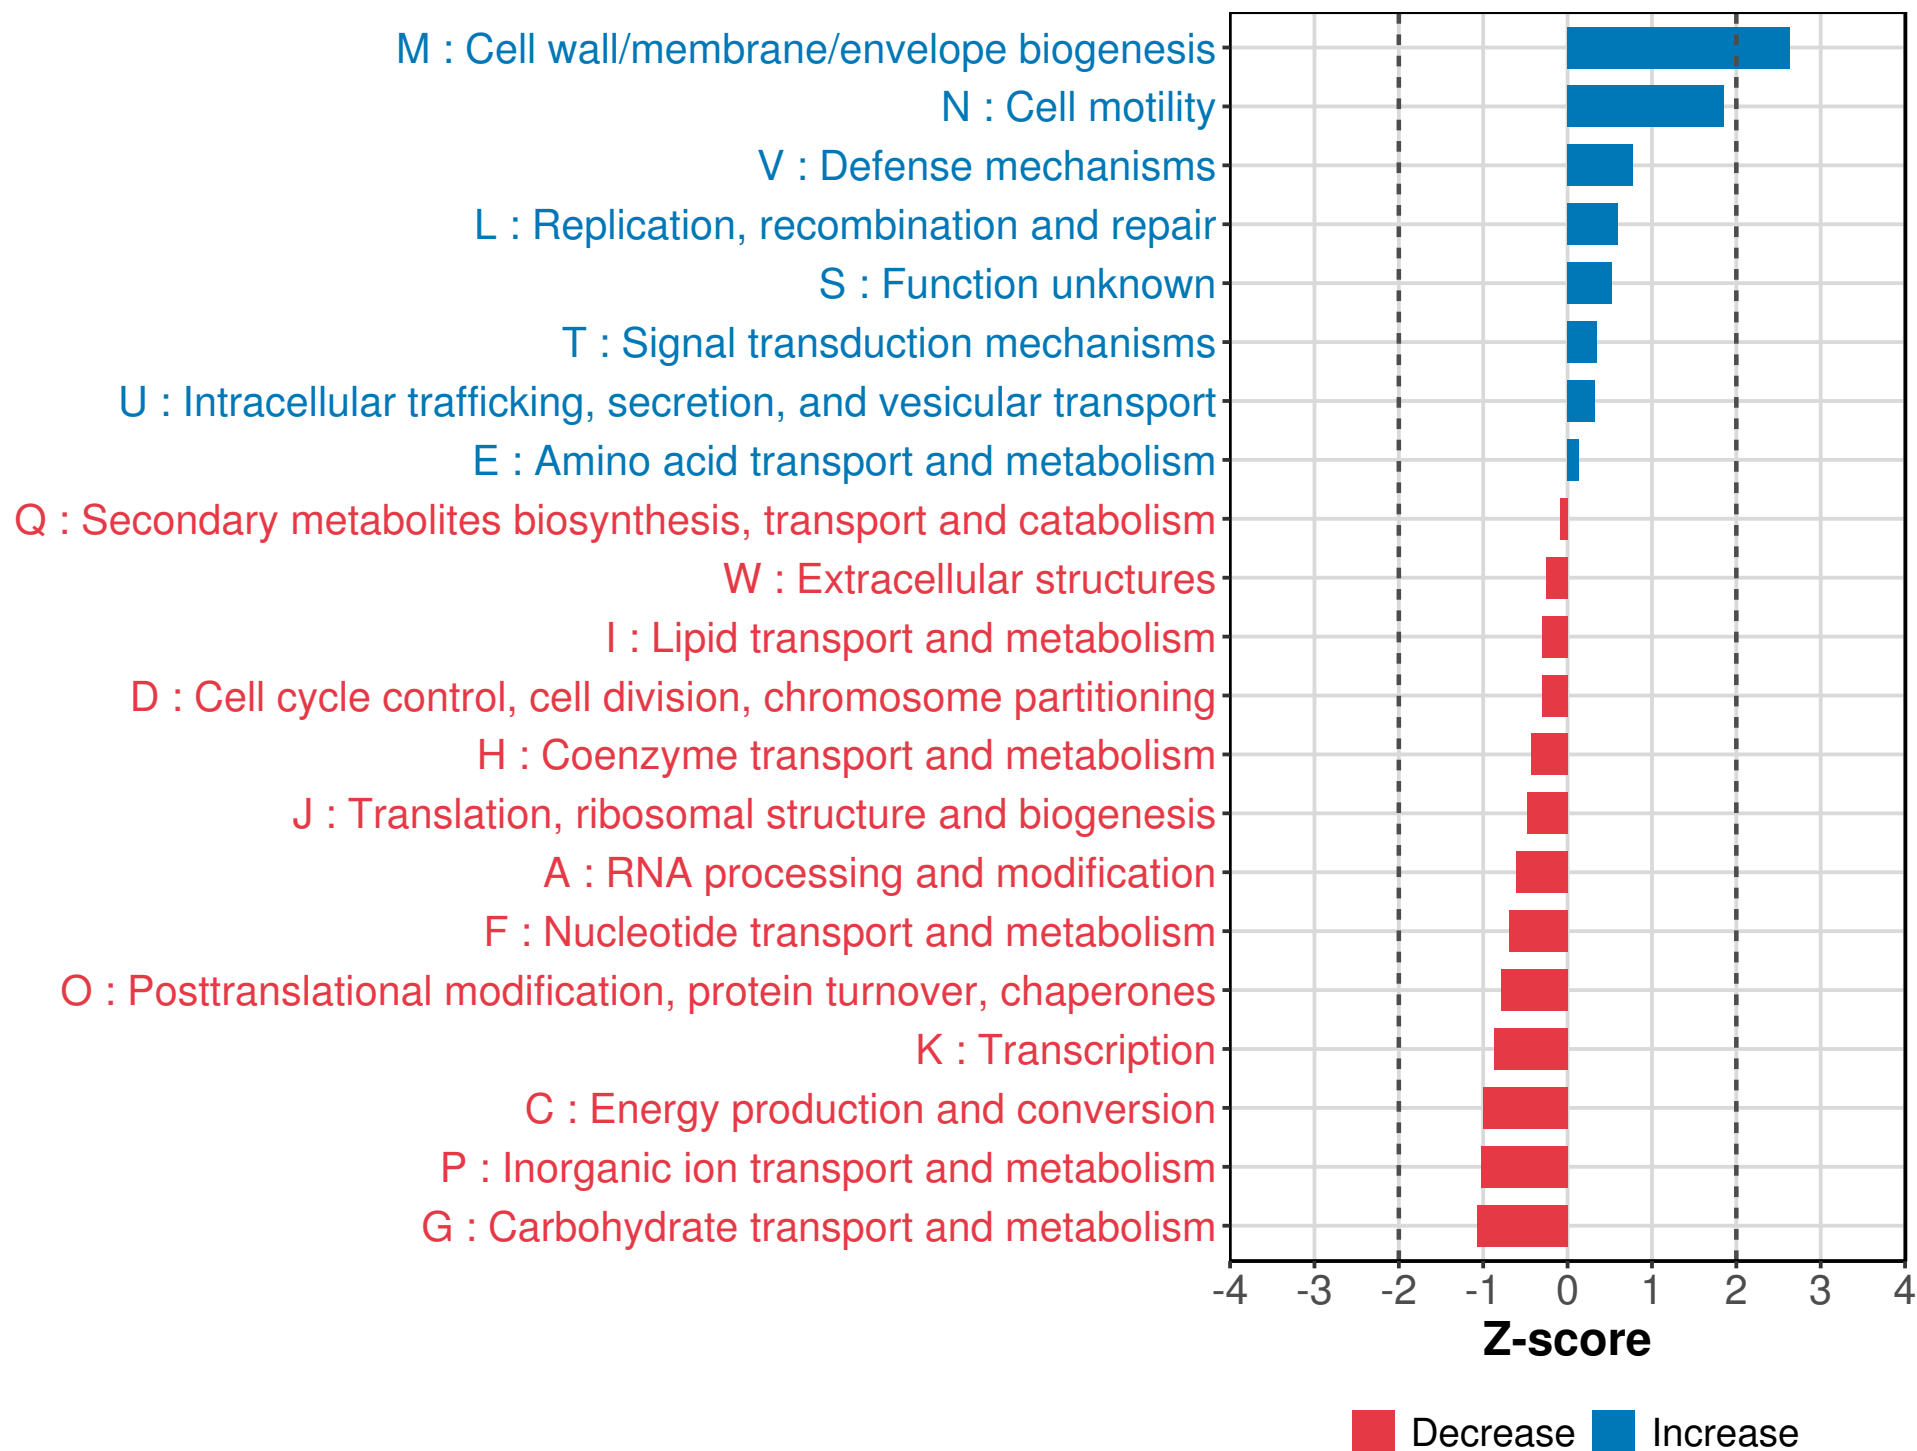 M : Cell wall/membrane/envelope biogenesis
N : Cell motility
V : Defense mechanisms
L : Replication, recombination and repair
S : Function unknown
T : Signal transduction mechanisms
U : Intracellular trafficking, secretion, and vesicular transport
E : Amino acid transport and metabolism
Q : Secondary metabolites biosynthesis, transport and catabolism
W : Extracellular structures
I : Lipid transport and metabolism
D : Cell cycle control, cell division, chromosome partitioning
H : Coenzyme transport and metabolism
J : Translation, ribosomal structure and biogenesis
A : RNA processing and modification
F : Nucleotide transport and metabolism
O : Posttranslational modification, protein turnover, chaperones
K : Transcription
C : Energy production and conversion
P : Inorganic ion transport and metabolism
G : Carbohydrate transport and metabolism
-4 -3 -2 -1 0 1 2 3 4
Z-score
Decrease Increase